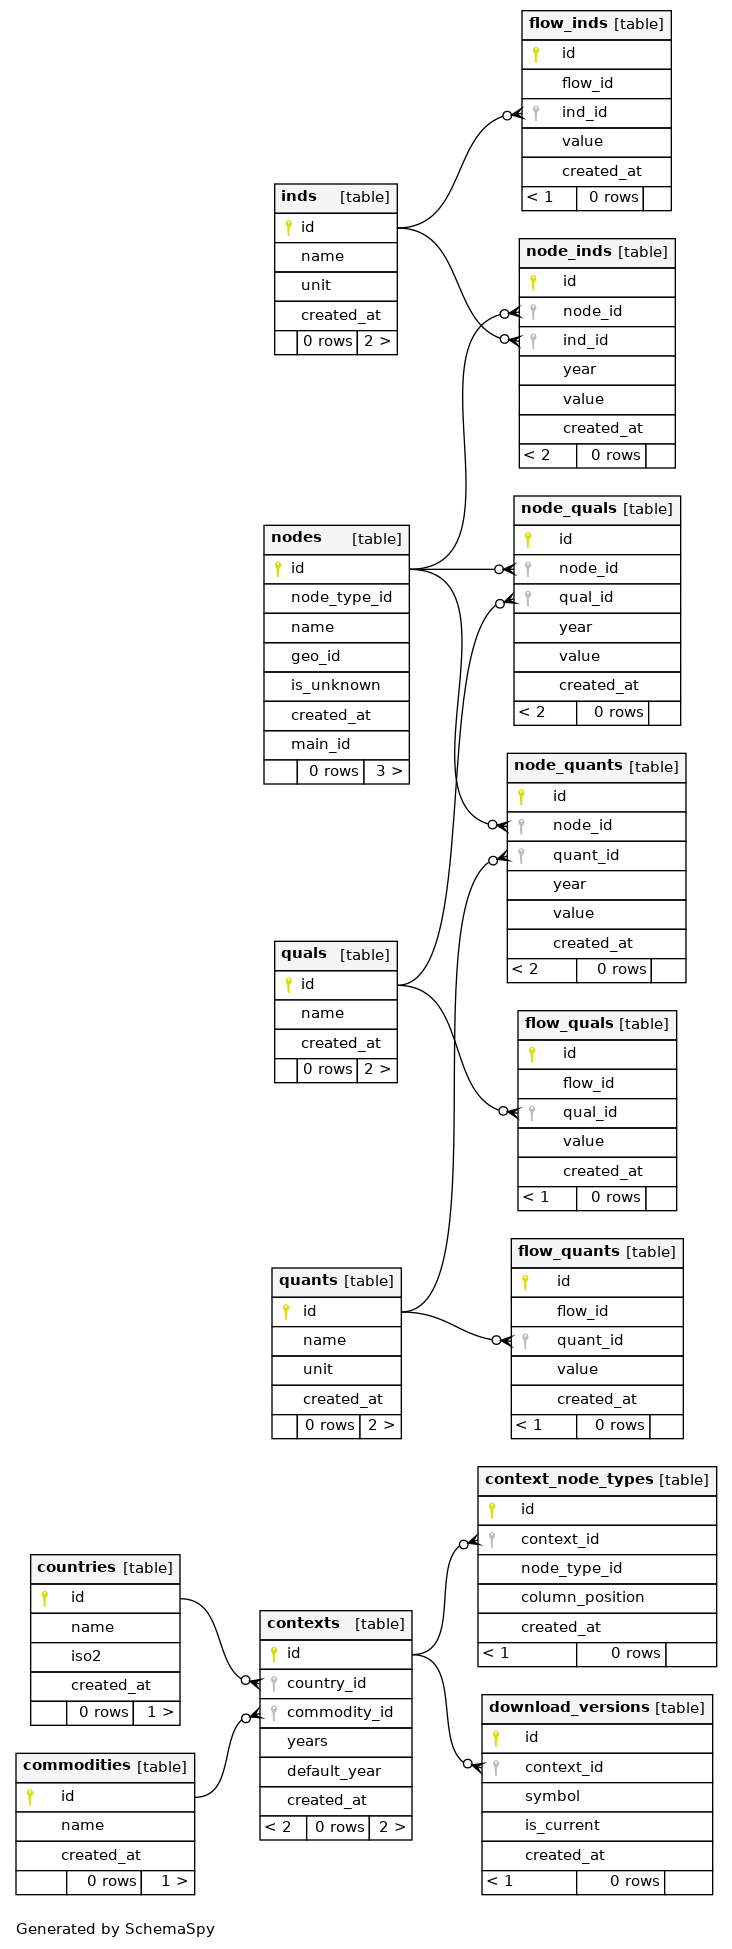 flow_inds [table]
id
flow_id
ind_id
value
created_at
< 1 0 rows
inds [table]
id
name
unit
created_at
0 rows 2 >
node_inds [table]
id
node_id
ind_id
year
value
created_at
< 2 0 rows
node_quals [table]
id
node_id
qual_id
year
value
created_at
< 2 0 rows
nodes [table]
id
node_type_id
name
geo_id
is_unknown
created_at
main_id
0 rows 3 >
node_quants [table]
id
node_id
quant_id
year
value
created_at
< 2 0 rows
quals [table]
id
name
created_at
0 rows 2 >
flow_quals [table]
id
flow_id
qual_id
value
created_at
< 1 0 rows
flow_quants [table]
id
flow_id
quant_id
value
created_at
< 1 0 rows
quants [table]
id
name
unit
created_at
0 rows 2 >
context_node_types [table]
id
context_id
node_type_id
column_position
created_at
< 1 0 rows
countries [table]
id
name
iso2
created_at
0 rows 1 >
contexts [table]
id
country_id
commodity_id
years
default_year
created_at
< 2 0 rows 2 >
download_versions [table]
id
context_id
symbol
is_current
created_at
< 1 0 rows
commodities [table]
id
name
created_at
0 rows 1 >
Generated by SchemaSpy